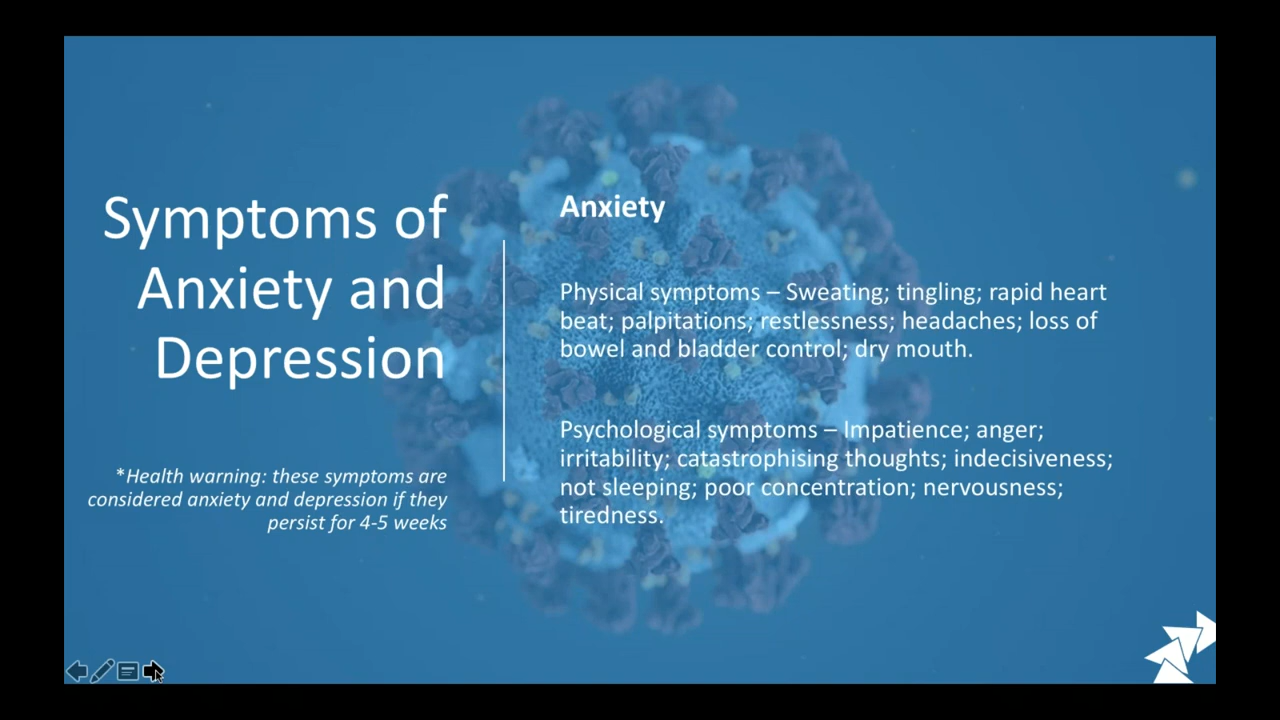 Symptoms of
Anxiety and
Depression
*Health warning: these symptoms are
considered anxiety and depression if they
persist for 4-5 weeks
Anxiety
Physical symptoms – Sweating; tingling; rapid heart
beat; palpitations; restlessness; headaches; loss of
bowel and bladder control; dry mouth.
Psychological symptoms – Impatience; anger;
irritability; catastrophising thoughts; indecisiveness;
not sleeping; poor concentration; nervousness;
tiredness.